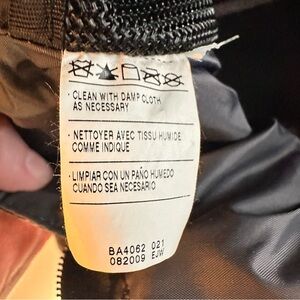 · CLEAN WITH DAMP CLOTH
AS NECESSARY
· NETTOYER AVEC TISSU HUMIDE
COMME INDIQUE
· LIMPIAR CON UN PAÑO HUMEDO
CUANDO SEA NECESARIO
BA4062 021
082009 EJW